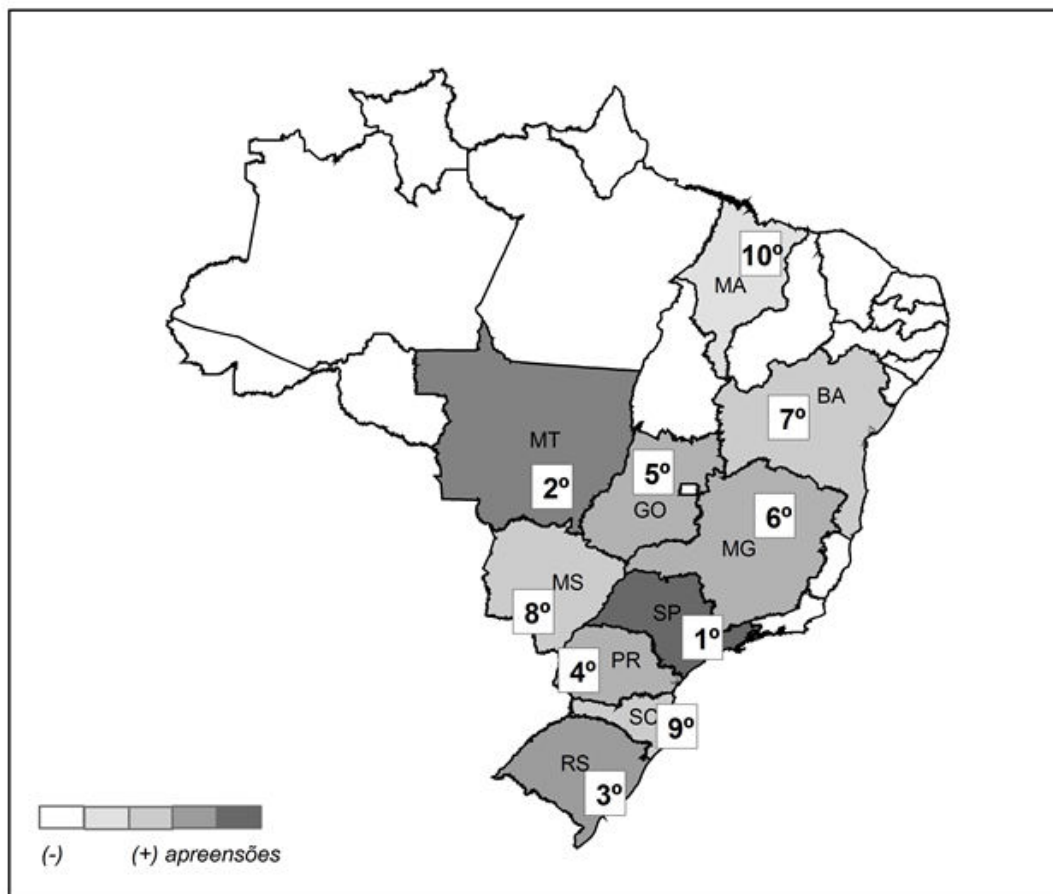 10º
MA
BA
7º
MT
2º
5º
GO
6º
MG
MS
8º
SP
1º
PR
4º
SC
9º
RS
3º
(-) (+) apreensões